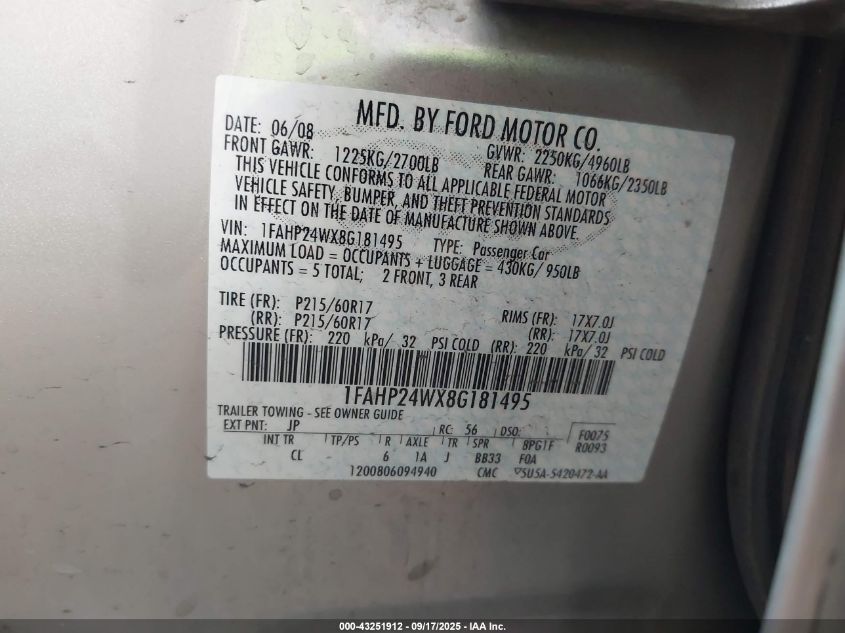 MFD. BY FORD MOTOR CO.
DATE: 06/08 GVWR: 2250KG/4960LB
FRONT GAWR: 1225KG/2700LB REAR GAWR: 1066KG/2350LB
THIS VEHICLE CONFORMS TO ALL APPLICABLE FEDERAL MOTOR
VEHICLE SAFETY, BUMPER, AND THEFT PREVENTION STANDARDS
IN EFFECT ON THE DATE OF MANUFACTURE SHOWN ABOVE.
VIN: 1FAHP24WX8G181495 TYPE: Passenger Car
MAXIMUM LOAD = OCCUPANTS + LUGGAGE = 430KG/ 950LB
OCCUPANTS = 5 TOTAL; 2 FRONT, 3 REAR
TIRE (FR): P215/60R17 RIMS (FR): 17X7.0J
(RR): P215/60R17 (RR): 17X7.0J
PRESSURE (FR): 220 kPa/ 32 PSI COLD (RR): 220 kPa/ 32 PSI COLD
1FAHP24WX8G181495
TRAILER TOWING - SEE OWNER GUIDE
EXT PNT: JP RC: 56 DSO: F0075
INT TR TP/PS R AXLE TR SPR BPG1F R0093
CL 6 1A J BB33 FOA
1200806094940 CMC 5U5A-5420472-AA
000-43251912 - 09/17/2025 - IAA Inc.